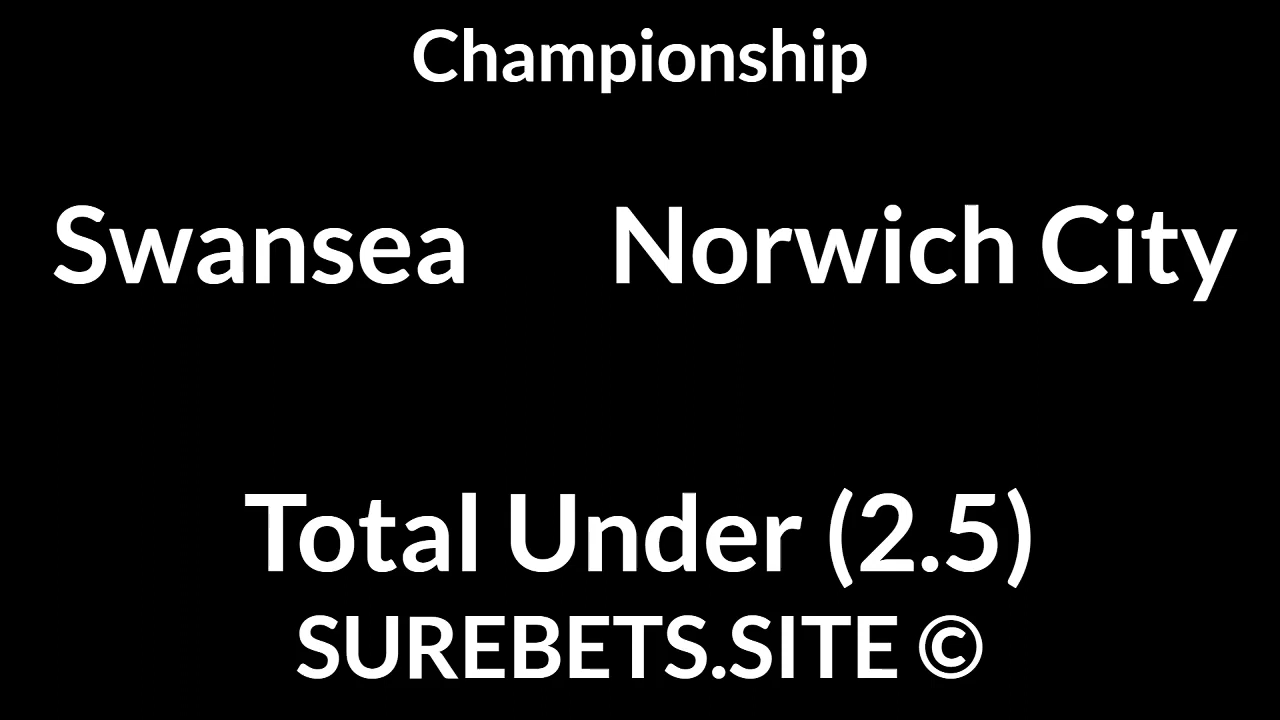 Championship
Swansea Norwich City
Total Under (2.5)
SUREBETS.SITE ©